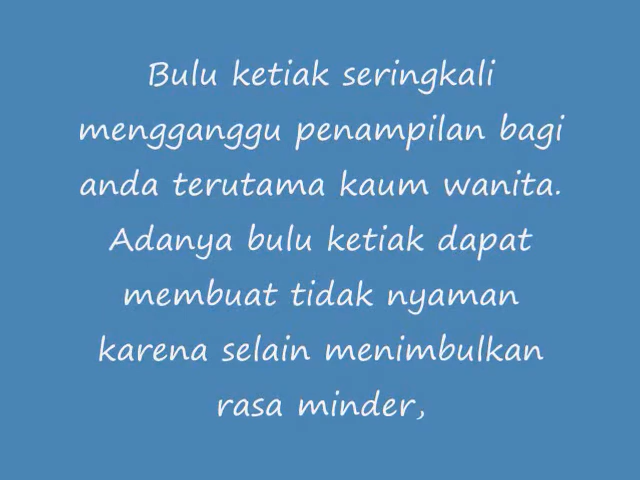 Bulu ketiak seringkali
mengganggu penampilan bagi
anda terutama kaum wanita.
Adanya bulu ketiak dapat
membuat tidak nyaman
karena selain menimbulkan
rasa minder,